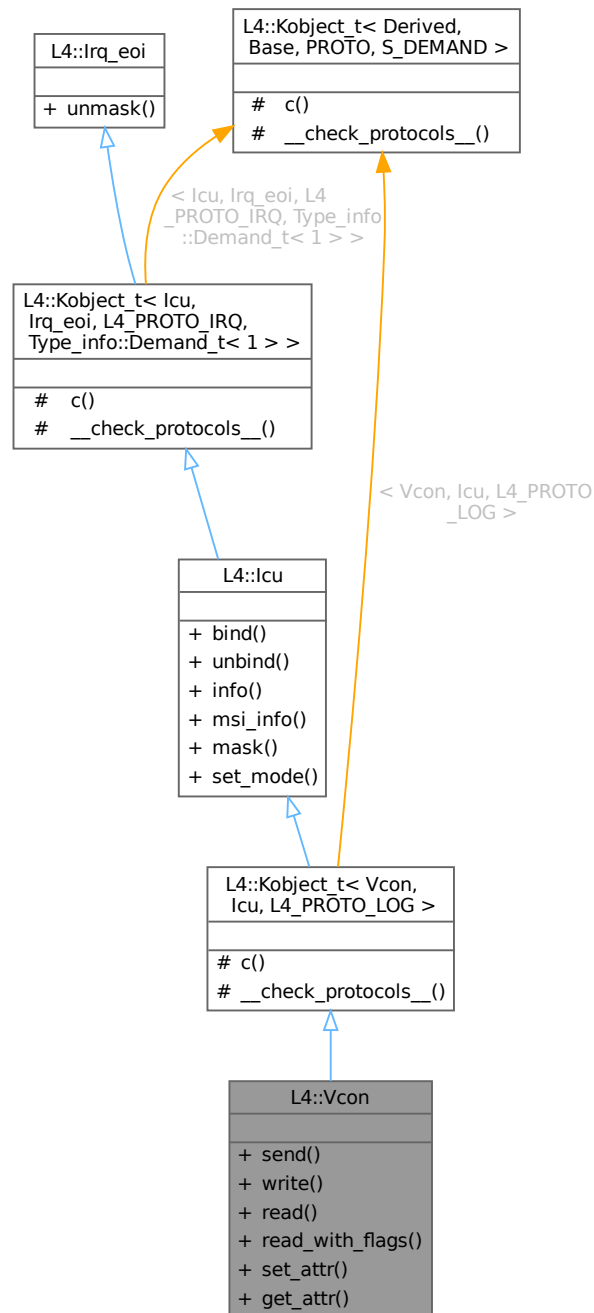 L4::Irq_eoi
+ unmask()
L4::Kobject_t< Derived,
Base, PROTO, S_DEMAND >
# c()
# __check_protocols__()
< Icu, Irq_eoi, L4
_PROTO_IRQ, Type_info
::Demand_t< 1 > >
L4::Kobject_t< Icu,
Irq_eoi, L4_PROTO_IRQ,
Type_info::Demand_t< 1 > >
# c()
# __check_protocols__()
< Vcon, Icu, L4_PROTO
_LOG >
L4::Icu
+ bind()
+ unbind()
+ info()
+ msi_info()
+ mask()
+ set_mode()
L4::Kobject_t< Vcon,
Icu, L4_PROTO_LOG >
# c()
# __check_protocols__()
L4::Vcon
+ send()
+ write()
+ read()
+ read_with_flags()
+ set_attr()
+ get_attr()